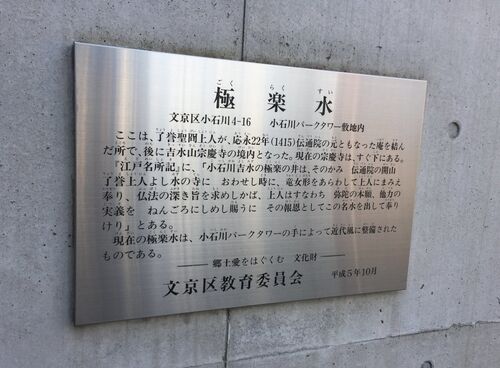 ごく らく すい
極楽水
文京区小石川4-16 小石川パークタワー敷地内
ここは、了誉聖冏上人が、応永22年(1415)伝通院の元ともなった庵を結ん
だ所で、後に吉水山宗慶寺の境内となった。現在の宗慶寺は、すぐ下にある。
『江戸名所記』に、「小石川吉水の極楽の井は、そのかみ 伝通院の開山
了誉上人よし水の寺に おわせし時に、竜女形をあらわして上人にまみえ
奉り、仏法の深き旨を求めしかば、上人はすなわち 弥陀の本願、他力の
実義を ねんごろにしめし賜うに その報恩としてこの名水を出して奉り
けり」とある。
現在の極楽水は、小石川パークタワーの手によって近代風に整備された
ものである。
郷土愛をはぐくむ 文化財
文京区教育委員会 平成5年10月